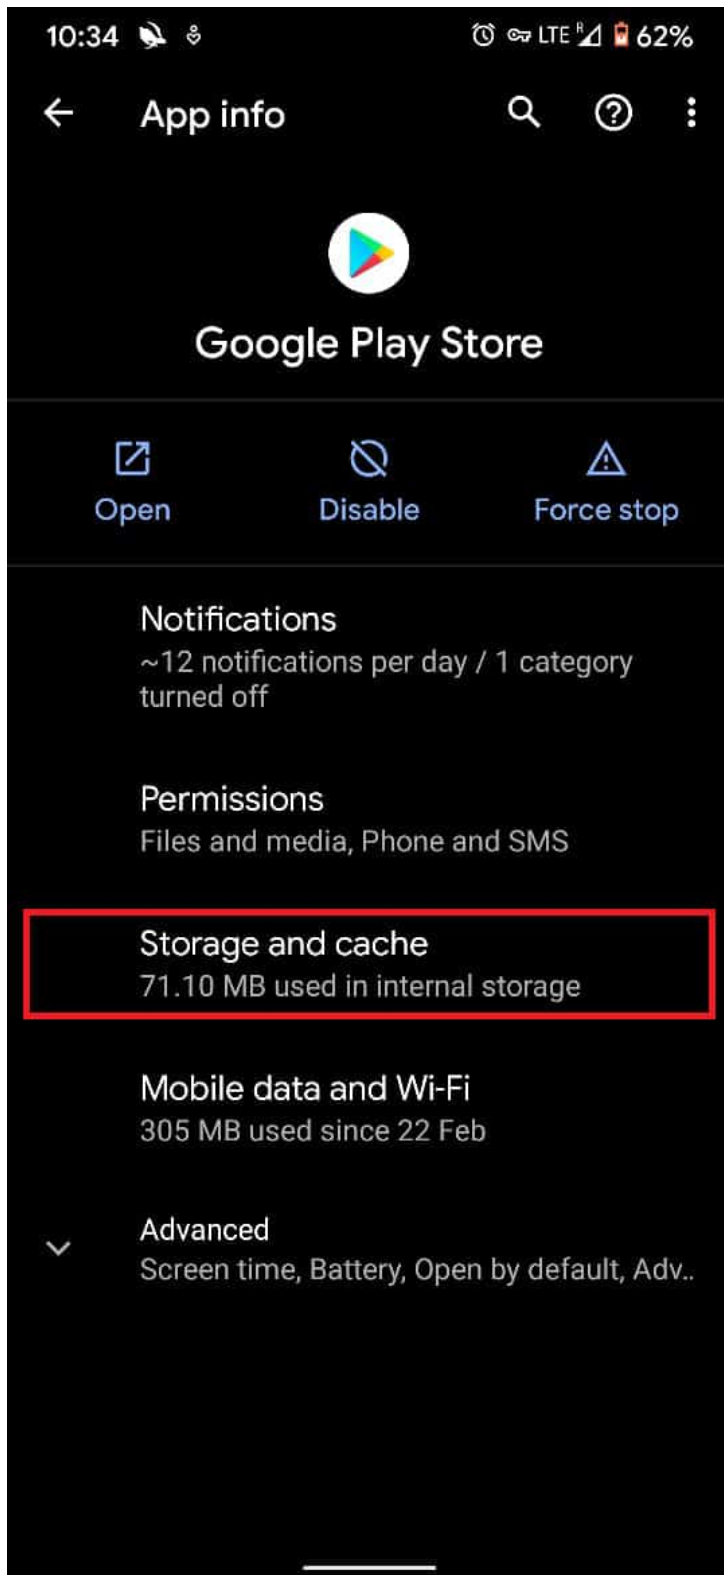 10:34 LTE R 62%
App info
Google Play Store
Open Disable Force stop
Notifications
~12 notifications per day / 1 category
turned off
Permissions
Files and media, Phone and SMS
Storage and cache
71.10 MB used in internal storage
Mobile data and Wi-Fi
305 MB used since 22 Feb
Advanced
Screen time, Battery, Open by default, Adv..